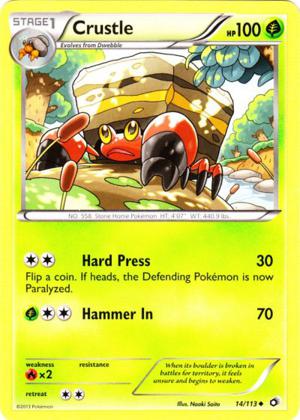 STAGE1
Crustle
HP100
Evolves from Dwebble
NO. 558 Stone Home Pokémon HT: 4'07" WT: 440.9 lbs.
Hard Press 30
Flip a coin. If heads, the Defending Pokémon is now
Paralyzed.
Hammer In 70
weakness
resistance
×2
retreat
When its boulder is broken in
battles for territory, it feels
unsure and begins to weaken.
©2013 Pokémon
Illus. Naoki Saito
14/113